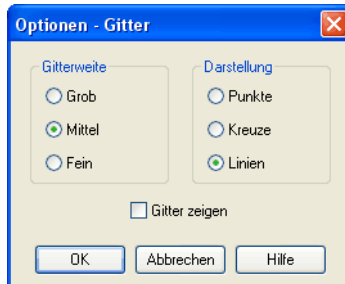 Optionen - Gitter
Gitterweite
Grob
Mittel
Fein
Darstellung
Punkte
Kreuze
Linien
Gitter zeigen
OK
Abbrechen
Hilfe